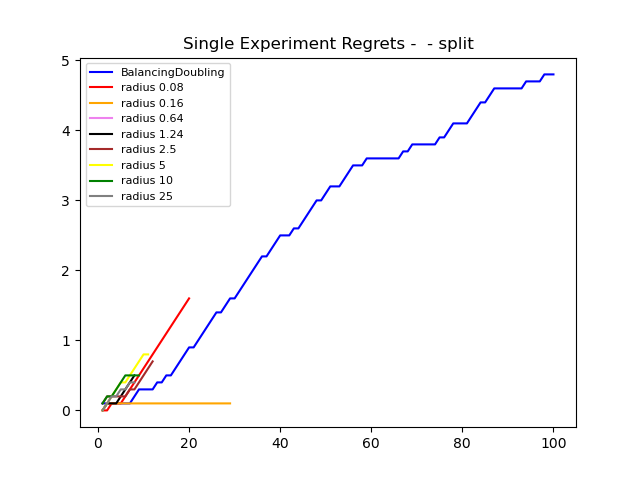 Single Experiment Regrets -  - split
BalancingDoubling
radius 0.08
radius 0.16
radius 0.64
radius 1.24
radius 2.5
radius 5
radius 10
radius 25
5
4
3
2
1
0
0 20 40 60 80 100